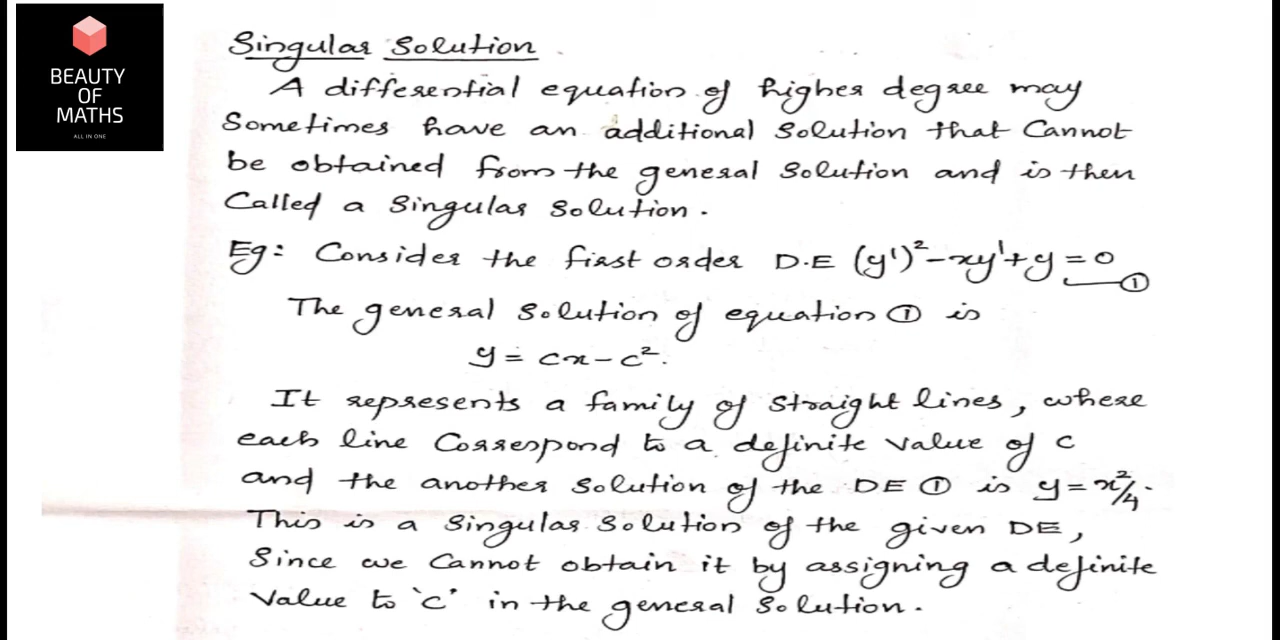 BEAUTY
OF
MATHS
ALL IN ONE
Singular Solution
A differential equation of higher degree may
Sometimes have an additional solution that Cannot
be obtained from the general solution and is then
Called a Singular Solution.
Eg: Consider the first order D.E (y')² - xy' + y = 0 ①
The general solution of equation ① is
y = cx - c².
It represents a family of straight lines, where
each line Correspond to a definite value of c
and the another solution of the DE ① is y = x²/4.
This is a Singular Solution of the given DE,
Since we Cannot obtain it by assigning a definite
Value to 'c' in the general solution.